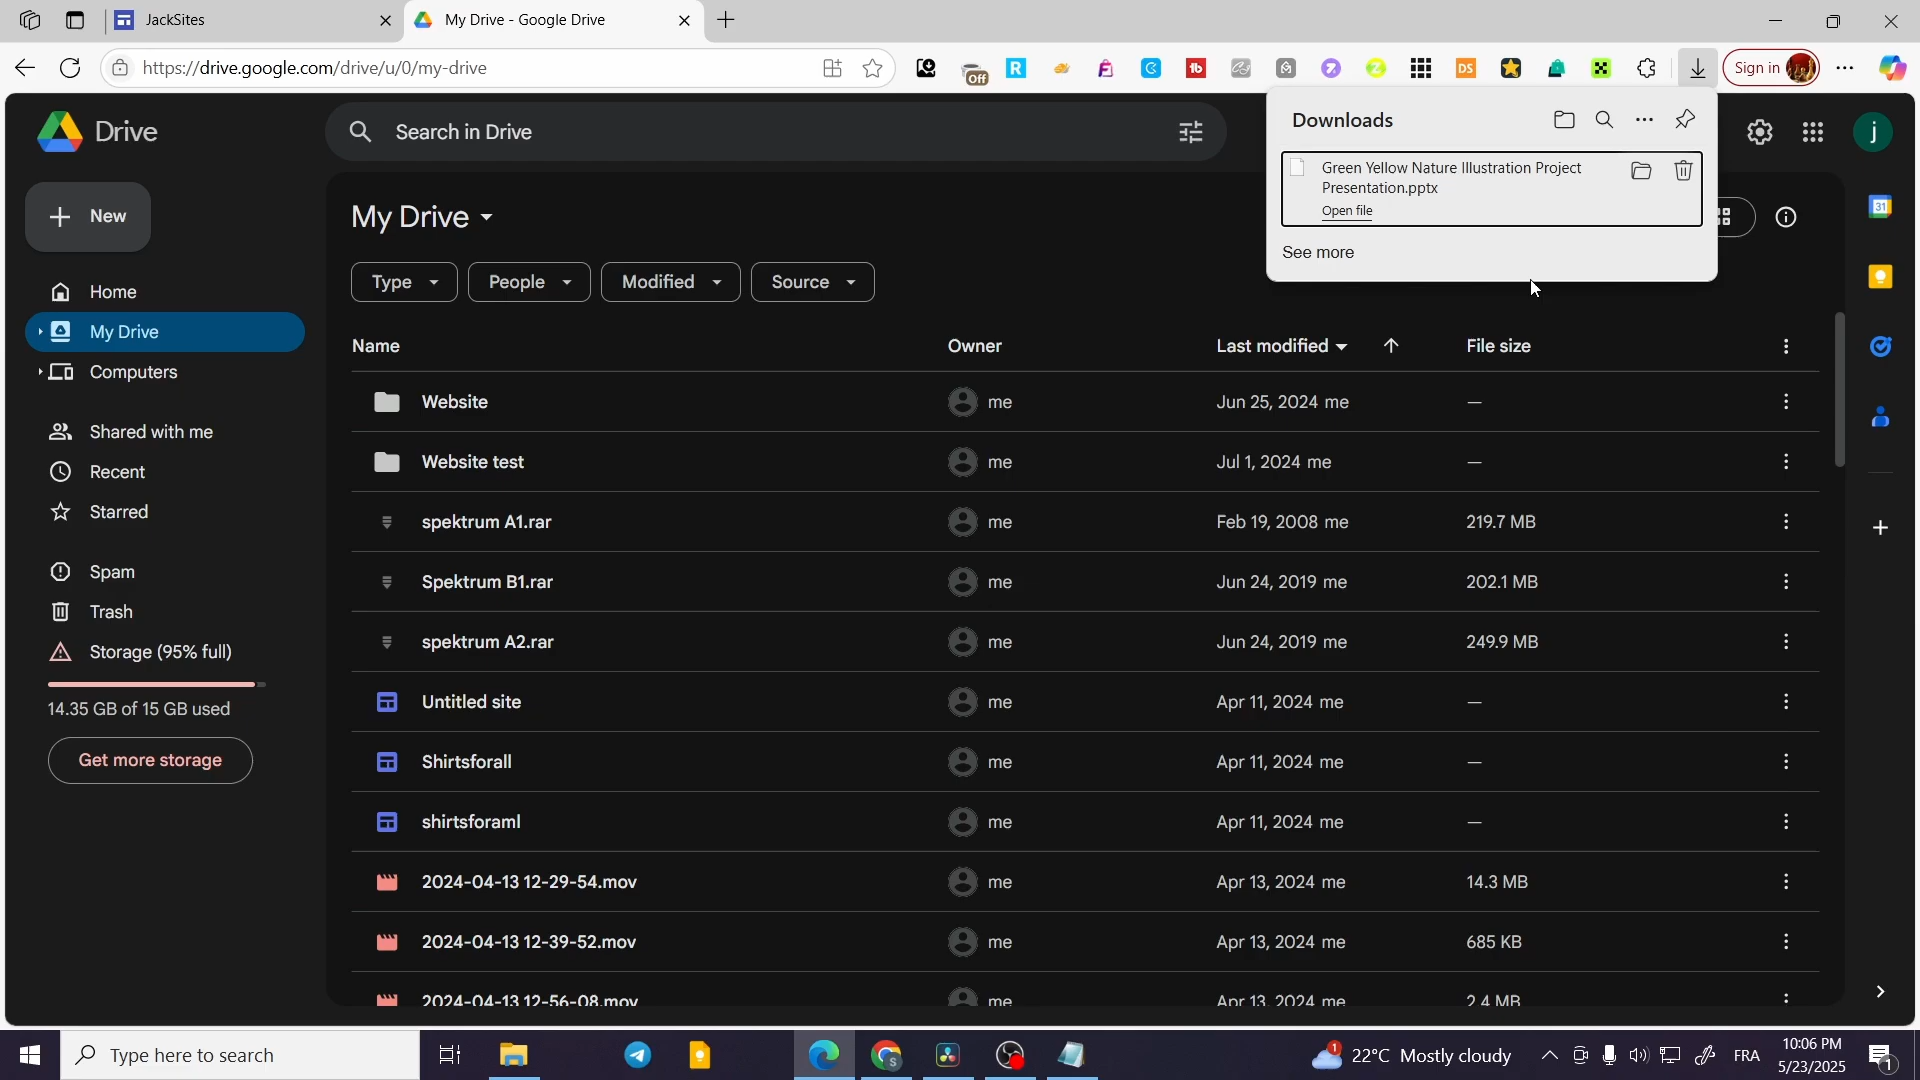 JackSites
My Drive - Google Drive
https://drive.google.com/drive/u/0/my-drive
Off
Sign in
Drive
Search in Drive
Downloads
Green Yellow Nature Illustration Project
Presentation.pptx
Open file
See more
j
New
Home
My Drive
Computers
Shared with me
Recent
Starred
Spam
Trash
Storage (95% full)
14.35 GB of 15 GB used
Get more storage
My Drive
Type
People
Modified
Source
Name
Owner
Last modified
File size
Website
me
Jun 25, 2024 me
—
Website test
me
Jul 1, 2024 me
—
spektrum A1.rar
me
Feb 19, 2008 me
219.7 MB
Spektrum B1.rar
me
Jun 24, 2019 me
202.1 MB
spektrum A2.rar
me
Jun 24, 2019 me
249.9 MB
Untitled site
me
Apr 11, 2024 me
—
Shirtsforall
me
Apr 11, 2024 me
—
shirtsforaml
me
Apr 11, 2024 me
—
2024-04-13 12-29-54.mov
me
Apr 13, 2024 me
14.3 MB
2024-04-13 12-39-52.mov
me
Apr 13, 2024 me
685 KB
2024-04-13 12-56-08.mov
me
Apr 13, 2024 me
2.4 MB
31
R
tb
DS
Type here to search
1
22°C Mostly cloudy
FRA
10:06 PM
5/23/2025
1